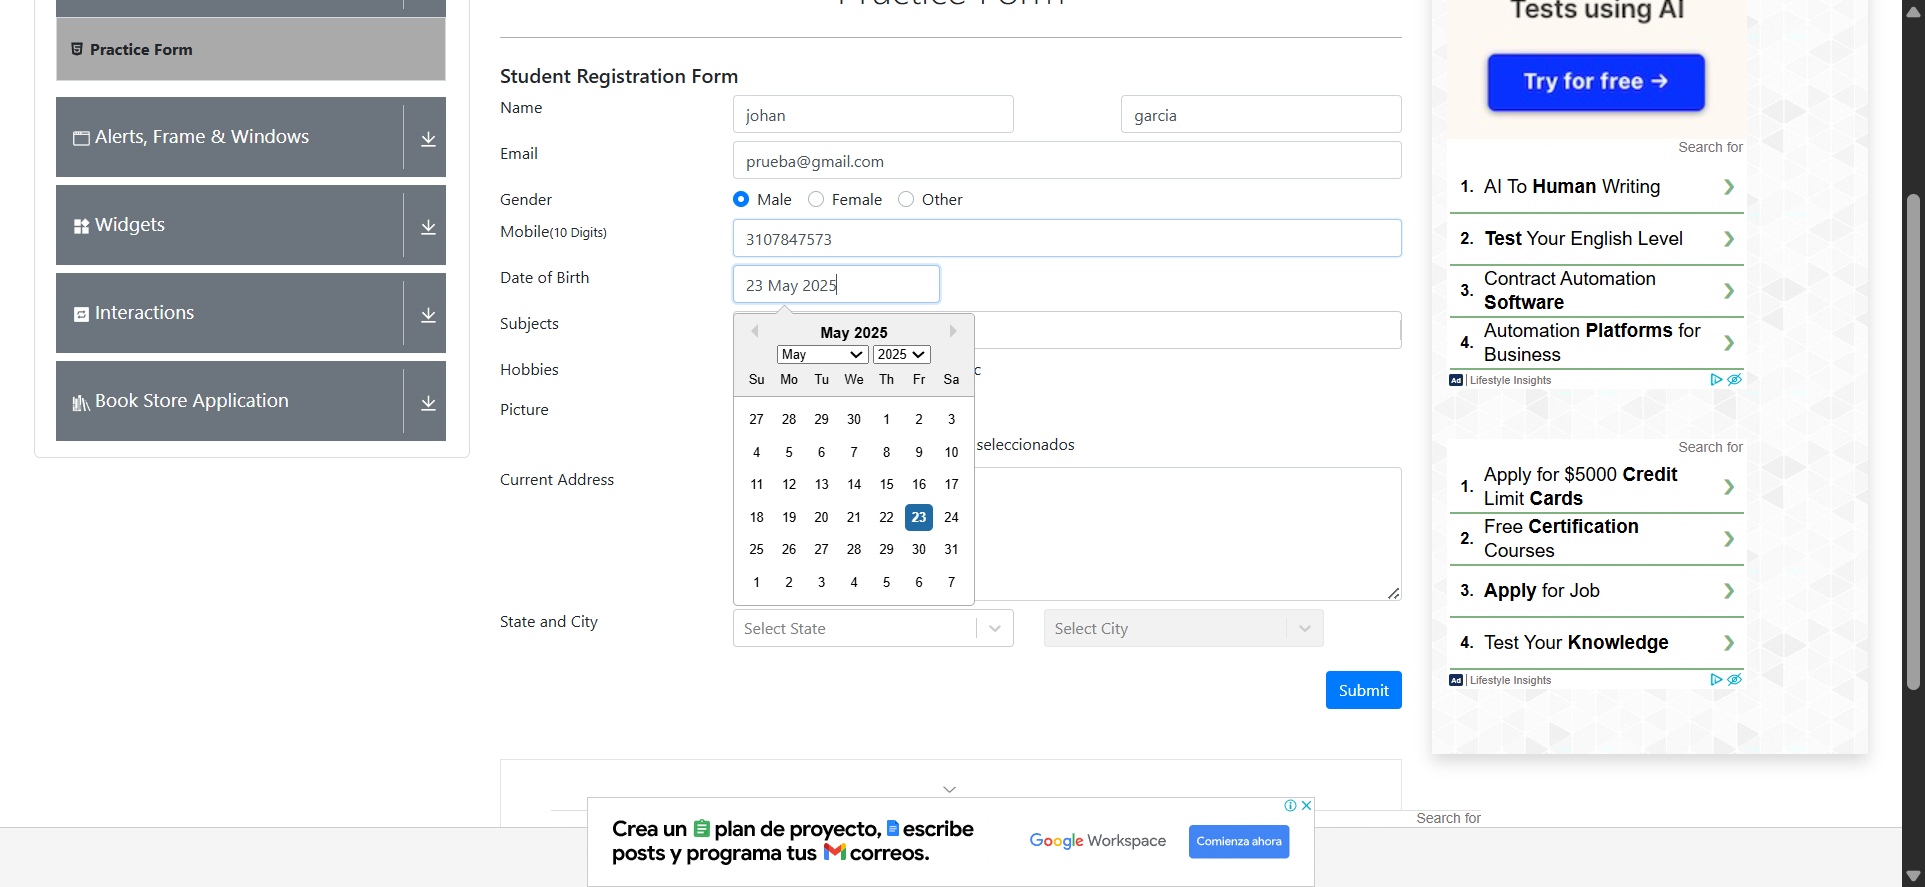 Practice Form
Alerts, Frame & Windows
Widgets
Interactions
Book Store Application
Practice Form
Student Registration Form
Name
johan
garcia
Email
prueba@gmail.com
Gender
Male
Female
Other
Mobile(10 Digits)
3107847573
Date of Birth
23 May 2025
May 2025
May
2025
Su Mo Tu We Th Fr Sa
27 28 29 30 1 2 3
4 5 6 7 8 9 10
11 12 13 14 15 16 17
18 19 20 21 22 23 24
25 26 27 28 29 30 31
1 2 3 4 5 6 7
Subjects
Hobbies
c
Picture
seleccionados
Current Address
State and City
Select State
Select City
Submit
Tests using AI
Try for free →
Search for
1. AI To Human Writing
2. Test Your English Level
3. Contract Automation
Software
4. Automation Platforms for
Business
Ad | Lifestyle Insights
Search for
1. Apply for $5000 Credit
Limit Cards
2. Free Certification
Courses
3. Apply for Job
4. Test Your Knowledge
Ad | Lifestyle Insights
Search for
Crea un plan de proyecto, escribe
posts y programa tus correos.
Google Workspace
Comienza ahora